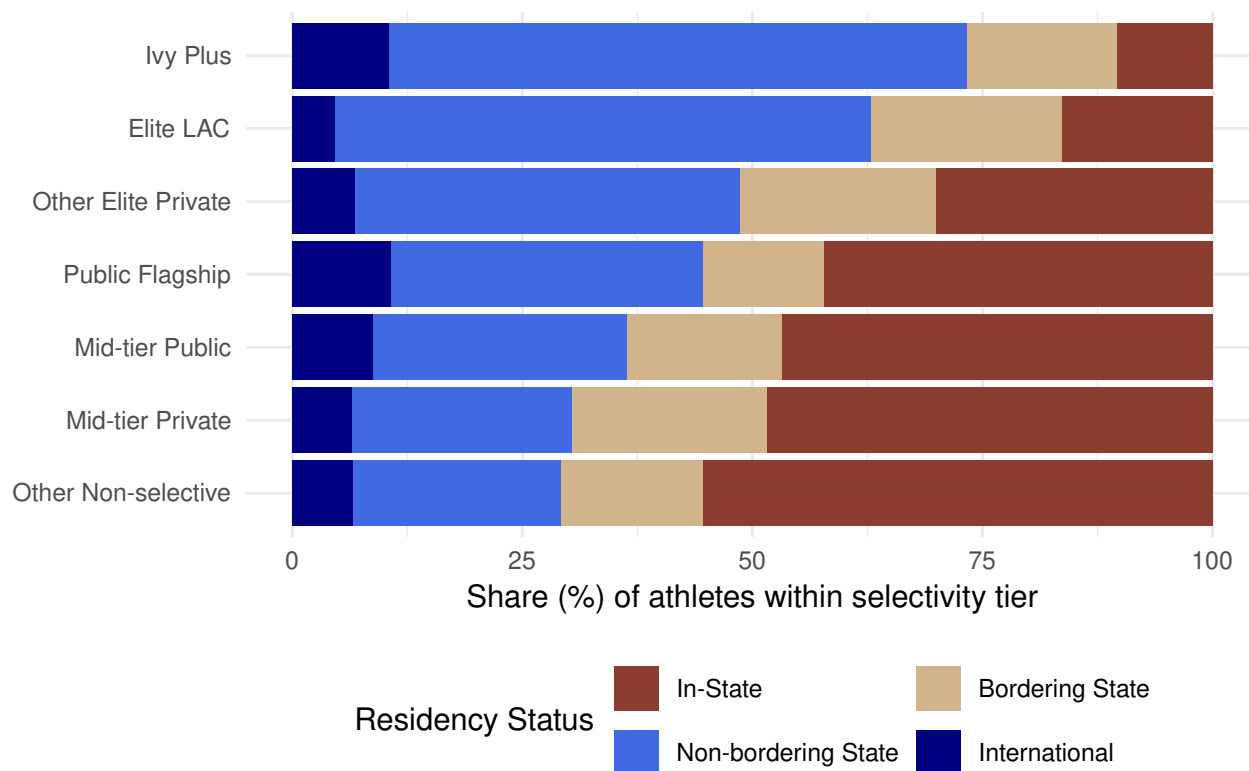 Ivy Plus
Elite LAC
Other Elite Private
Public Flagship
Mid-tier Public
Mid-tier Private
Other Non-selective
0 25 50 75 100
Share (%) of athletes within selectivity tier
Residency Status
In-State
Bordering State
Non-bordering State
International